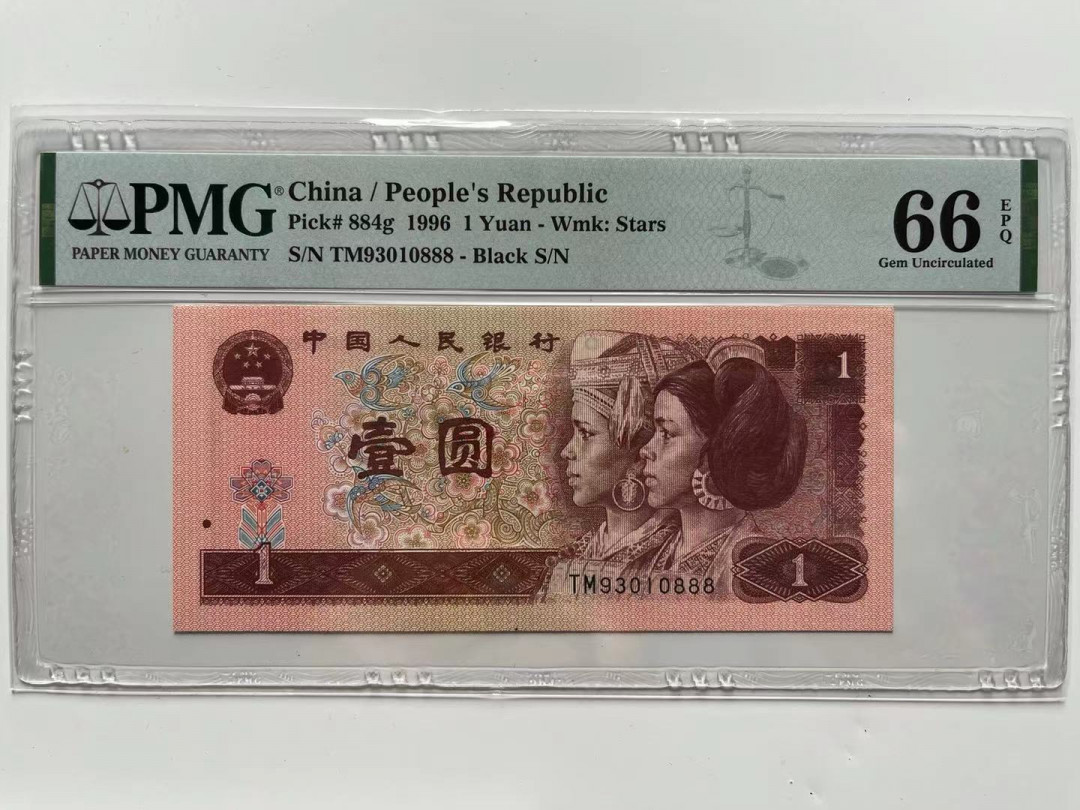 PMG®
PAPER MONEY GUARANTY
China / People's Republic
Pick# 884g 1996 1 Yuan - Wmk: Stars
S/N TM93010888 - Black S/N
66
EPQ
Gem Uncirculated
中国人民银行
1
壹圆
1
TM93010888
1